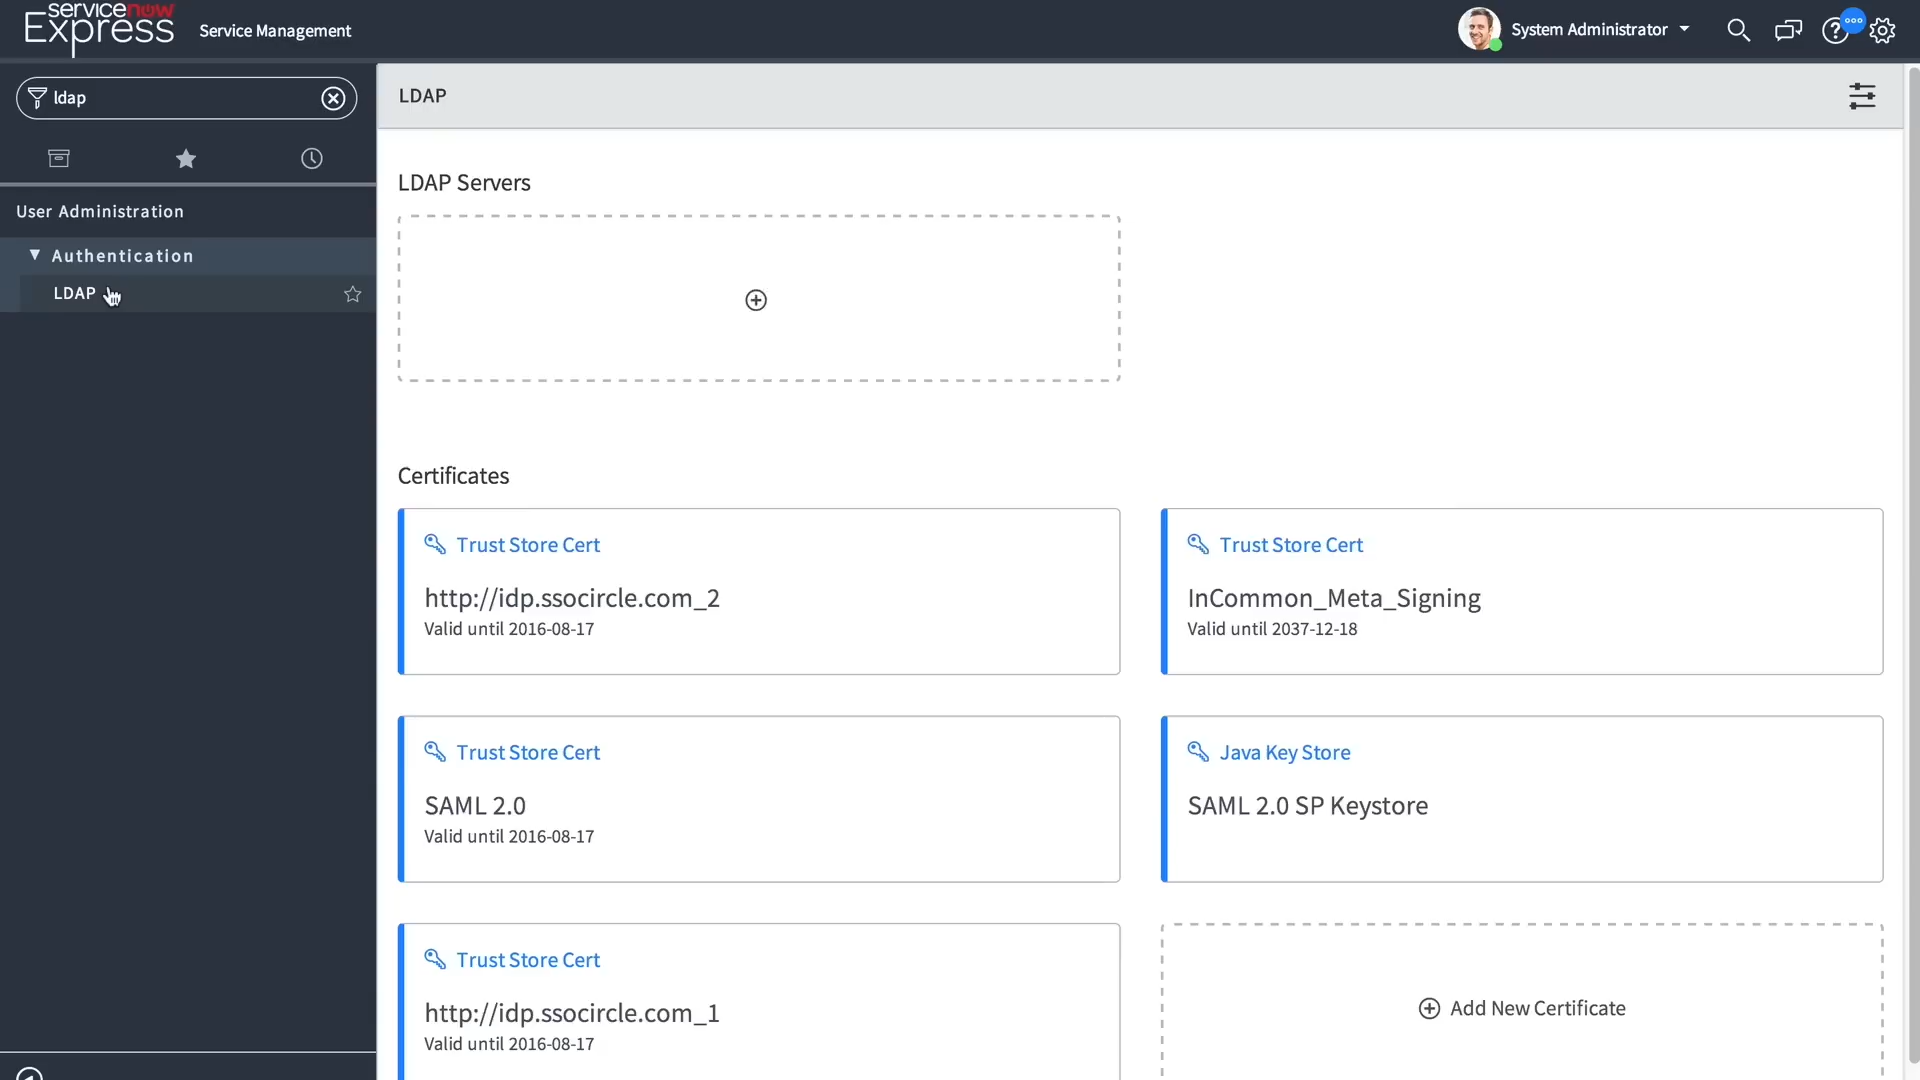 servicenow
Express
Service Management
System Administrator
ldap
User Administration
Authentication
LDAP
LDAP
LDAP Servers
Certificates
Trust Store Cert
http://idp.ssocircle.com_2
Valid until 2016-08-17
Trust Store Cert
InCommon_Meta_Signing
Valid until 2037-12-18
Trust Store Cert
SAML 2.0
Valid until 2016-08-17
Java Key Store
SAML 2.0 SP Keystore
Trust Store Cert
http://idp.ssocircle.com_1
Valid until 2016-08-17
Add New Certificate